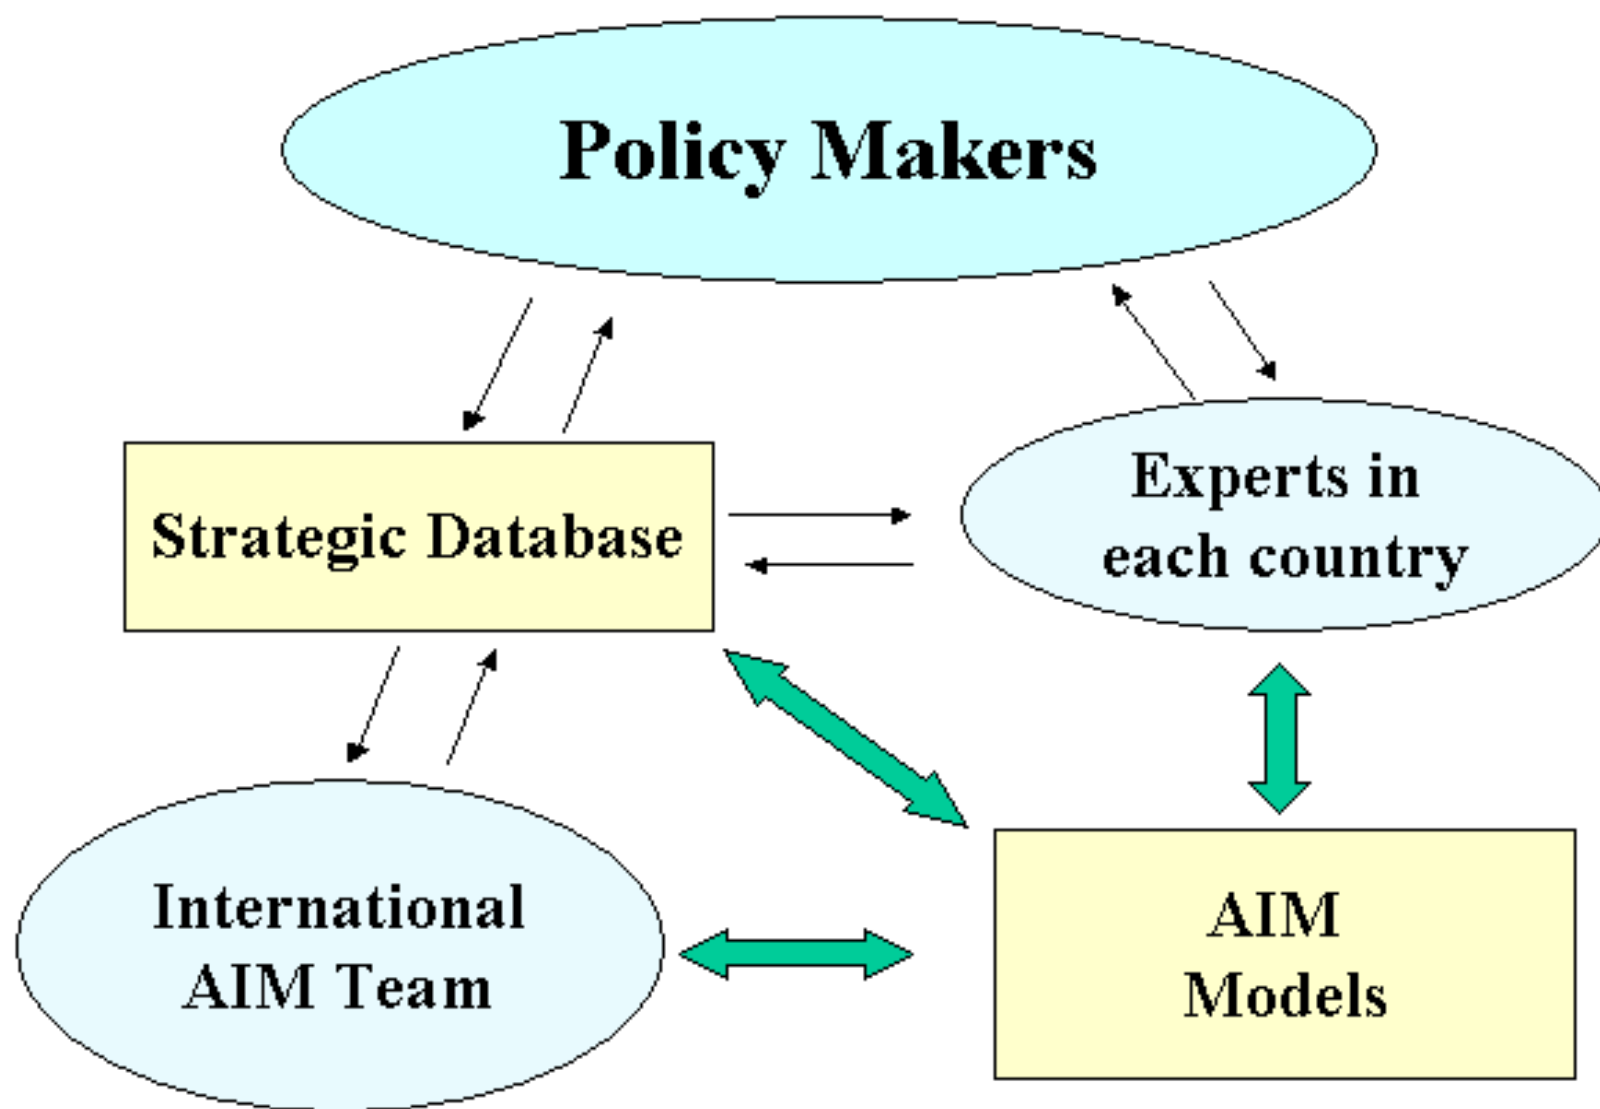 Policy Makers
Strategic Database
Experts in
each country
International
AIM Team
AIM
Models